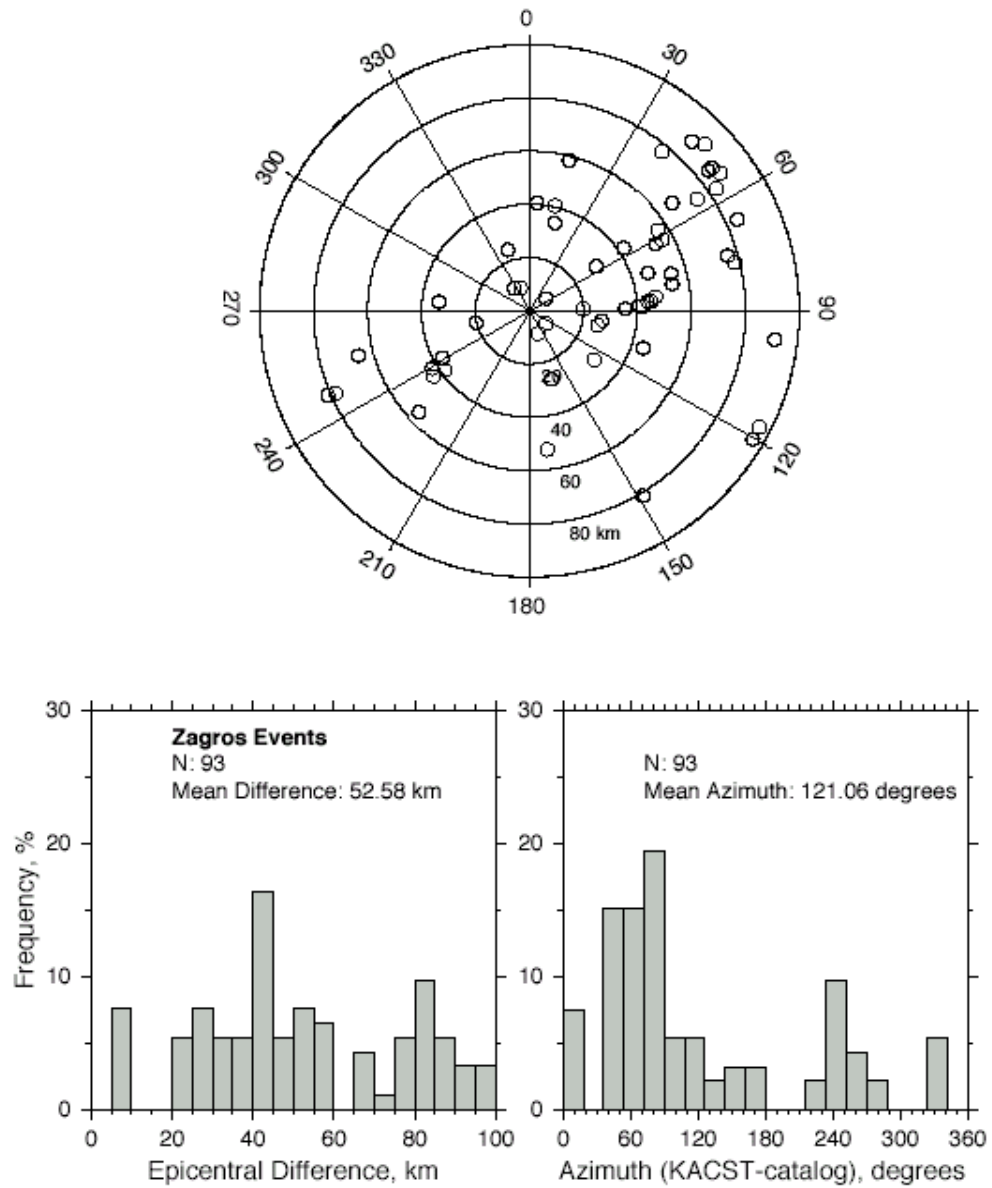 0
330
30
300
60
270
90
20
40
240
120
60
80 km
210
150
180
30
Zagros Events
N: 93
Mean Difference: 52.58 km
20
10
0
Frequency, %
0 20 40 60 80 100
Epicentral Difference, km
30
N: 93
Mean Azimuth: 121.06 degrees
20
10
0
0 60 120 180 240 300 360
Azimuth (KACST-catalog), degrees